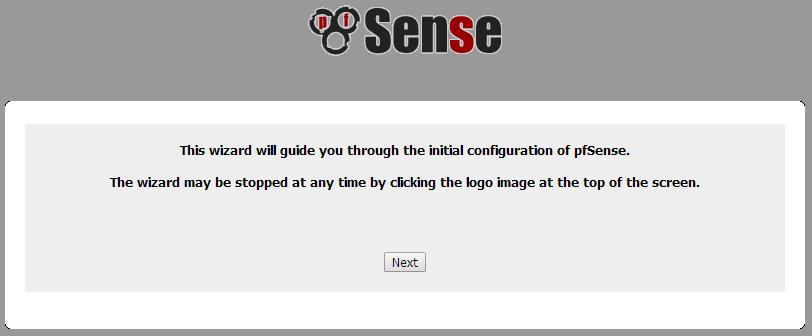 pfSense
This wizard will guide you through the initial configuration of pfSense.
The wizard may be stopped at any time by clicking the logo image at the top of the screen.
Next